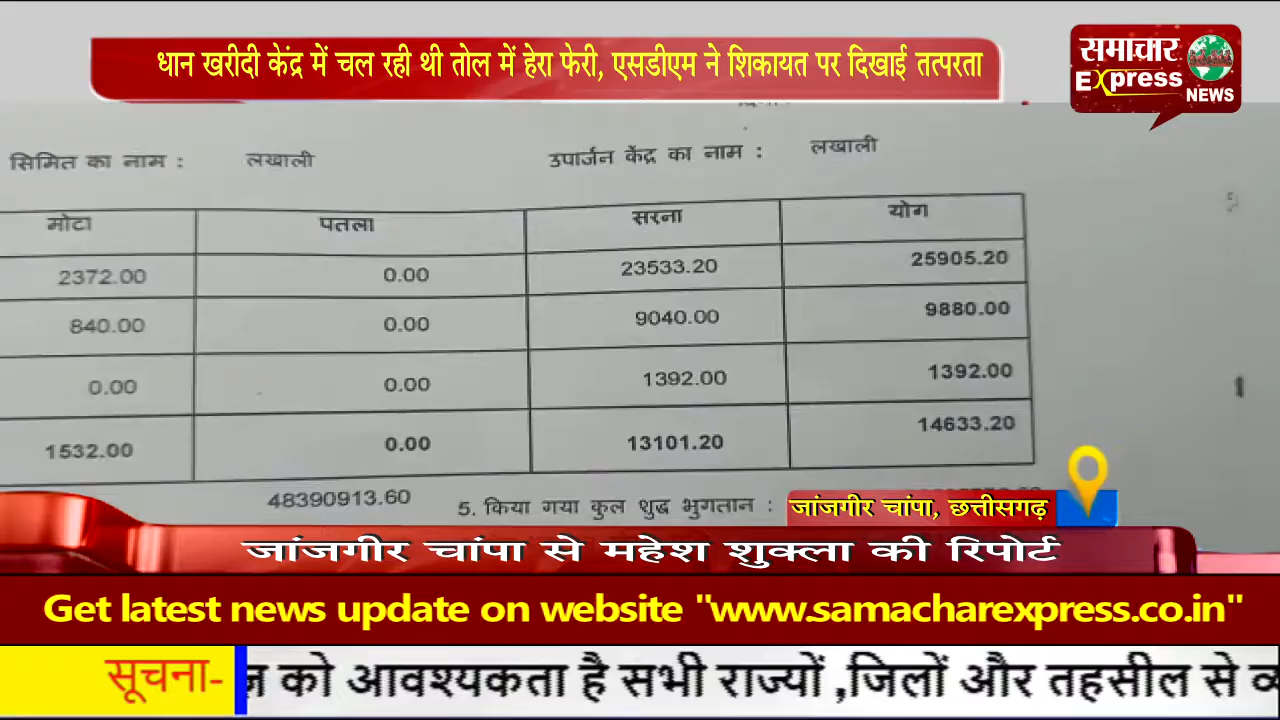 धान खरीदी केंद्र में चल रही थी तोल में हेरा फेरी, एसडीएम ने शिकायत पर दिखाई तत्परता
समाचार
Express
NEWS
सिमित का नाम : लखाली उपार्जन केंद्र का नाम : लखाली
मोटा पतला सरना योग
2372.00 0.00 23533.20 25905.20
840.00 0.00 9040.00 9880.00
0.00 0.00 1392.00 1392.00
1532.00 0.00 13101.20 14633.20
48390913.60 5. किया गया कुल शुद्ध भुगतान :
जांजगीर चांपा, छत्तीसगढ़
जांजगीर चांपा से महेश शुक्ला की रिपोर्ट
Get latest news update on website "www.samacharexpress.co.in"
सूचना- को आवश्यकता है सभी राज्यों ,जिलों और तहसील से